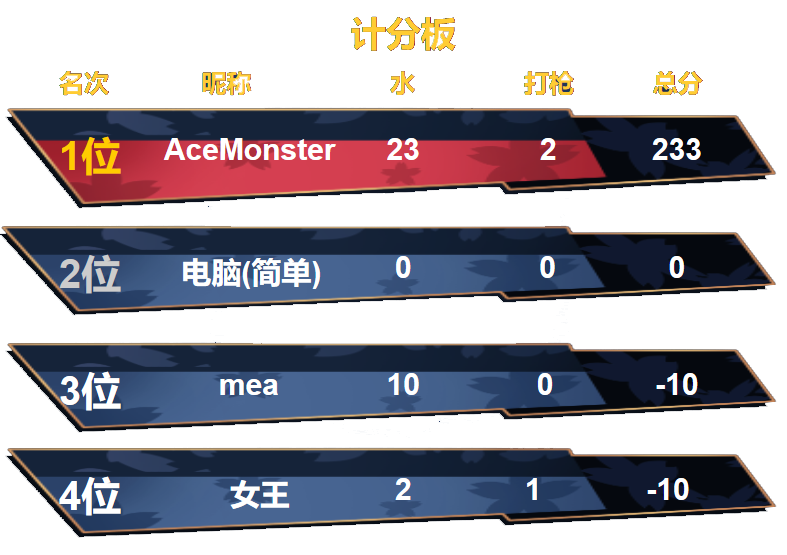 计分板
名次 昵称 水 打枪 总分
1位 AceMonster 23 2 233
2位 电脑(简单) 0 0 0
3位 mea 10 0 -10
4位 女王 2 1 -10